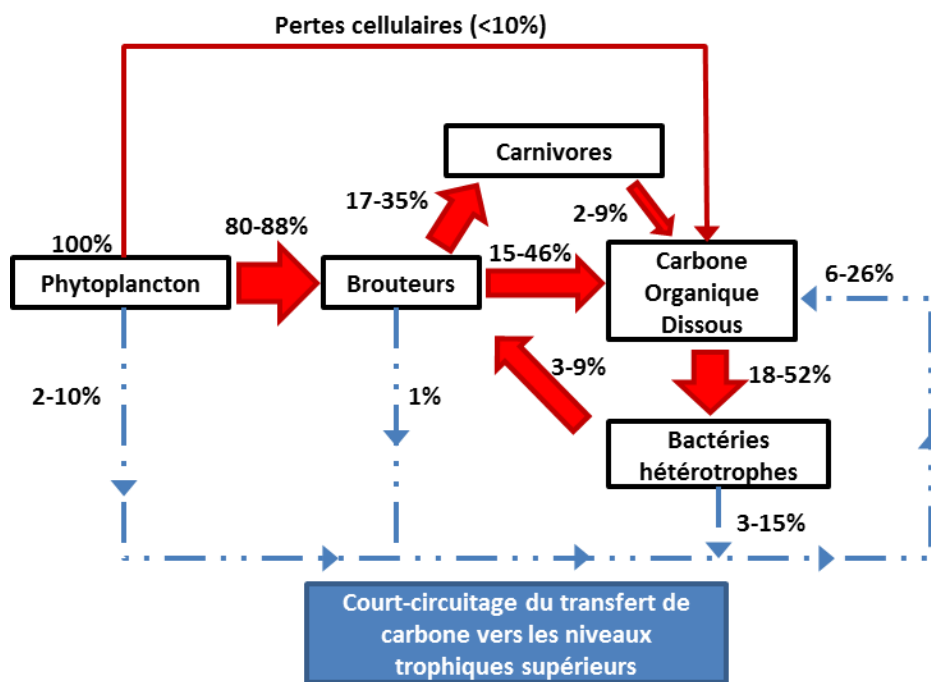 Pertes cellulaires (<10%)
Carnivores
17-35%
2-9%
80-88%
100%
15-46%
Phytoplancton
Brouteurs
Carbone
Organique
Dissous
6-26%
3-9%
18-52%
2-10%
1%
Bactéries
hétérotrophes
3-15%
Court-circuitage du transfert de
carbone vers les niveaux
trophiques supérieurs